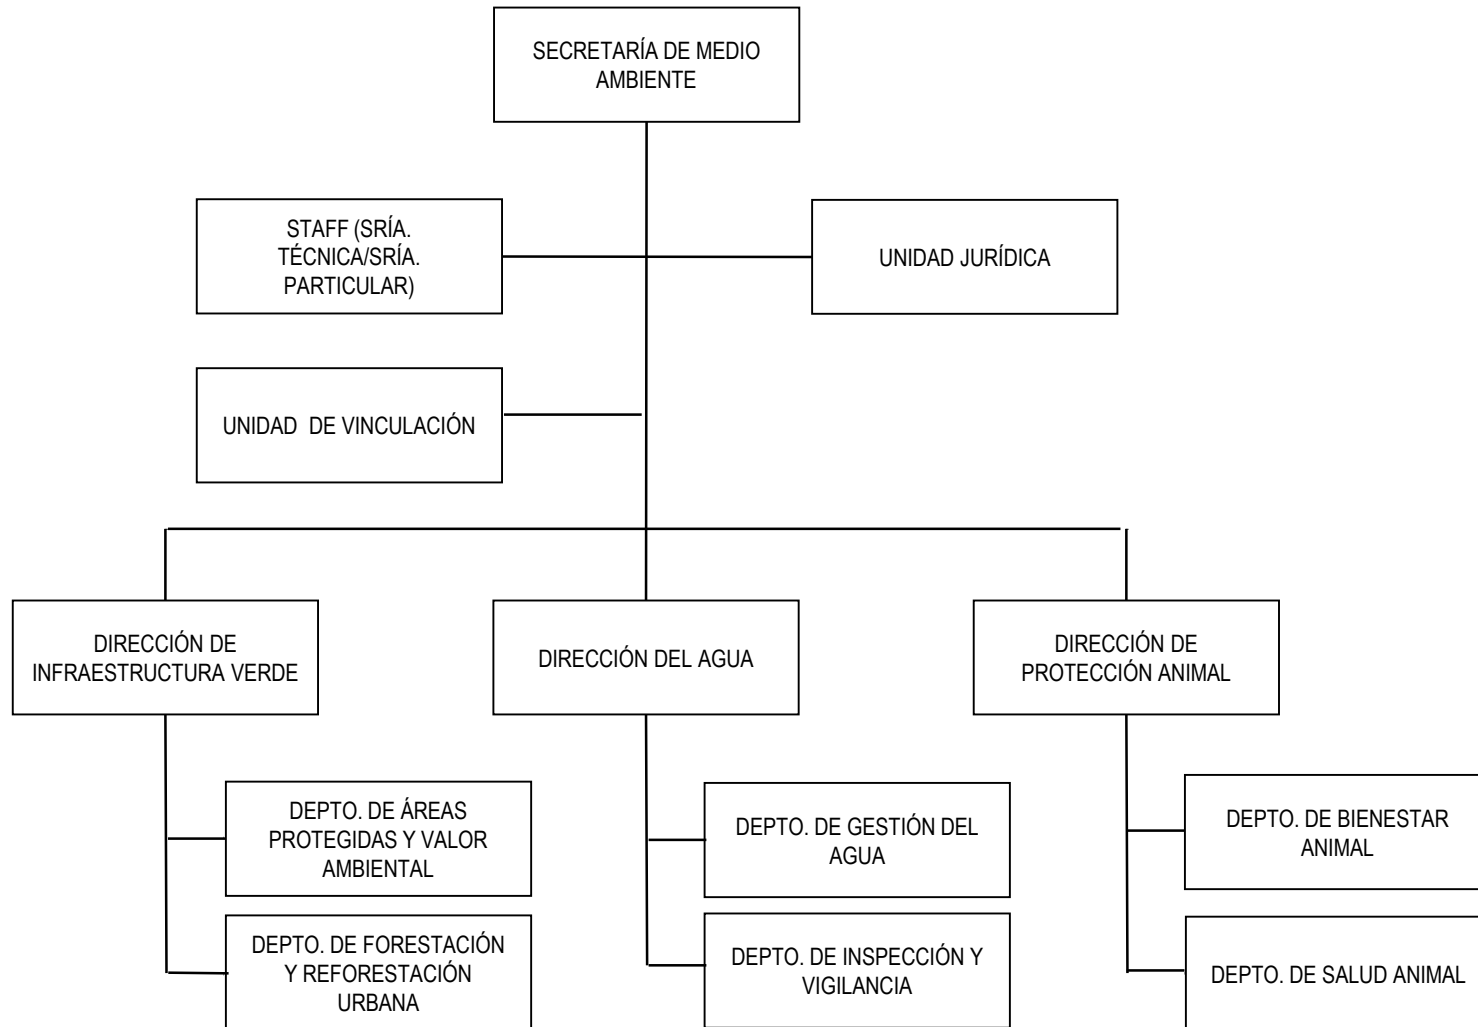 SECRETARÍA DE MEDIO
AMBIENTE
STAFF (SRÍA.
TÉCNICA/SRÍA.
PARTICULAR)
UNIDAD JURÍDICA
UNIDAD  DE VINCULACIÓN
DIRECCIÓN DE
INFRAESTRUCTURA VERDE
DIRECCIÓN DEL AGUA
DIRECCIÓN DE
PROTECCIÓN ANIMAL
DEPTO. DE ÁREAS
PROTEGIDAS Y VALOR
AMBIENTAL
DEPTO. DE GESTIÓN DEL
AGUA
DEPTO. DE BIENESTAR
ANIMAL
DEPTO. DE FORESTACIÓN
Y REFORESTACIÓN
URBANA
DEPTO. DE INSPECCIÓN Y
VIGILANCIA
DEPTO. DE SALUD ANIMAL